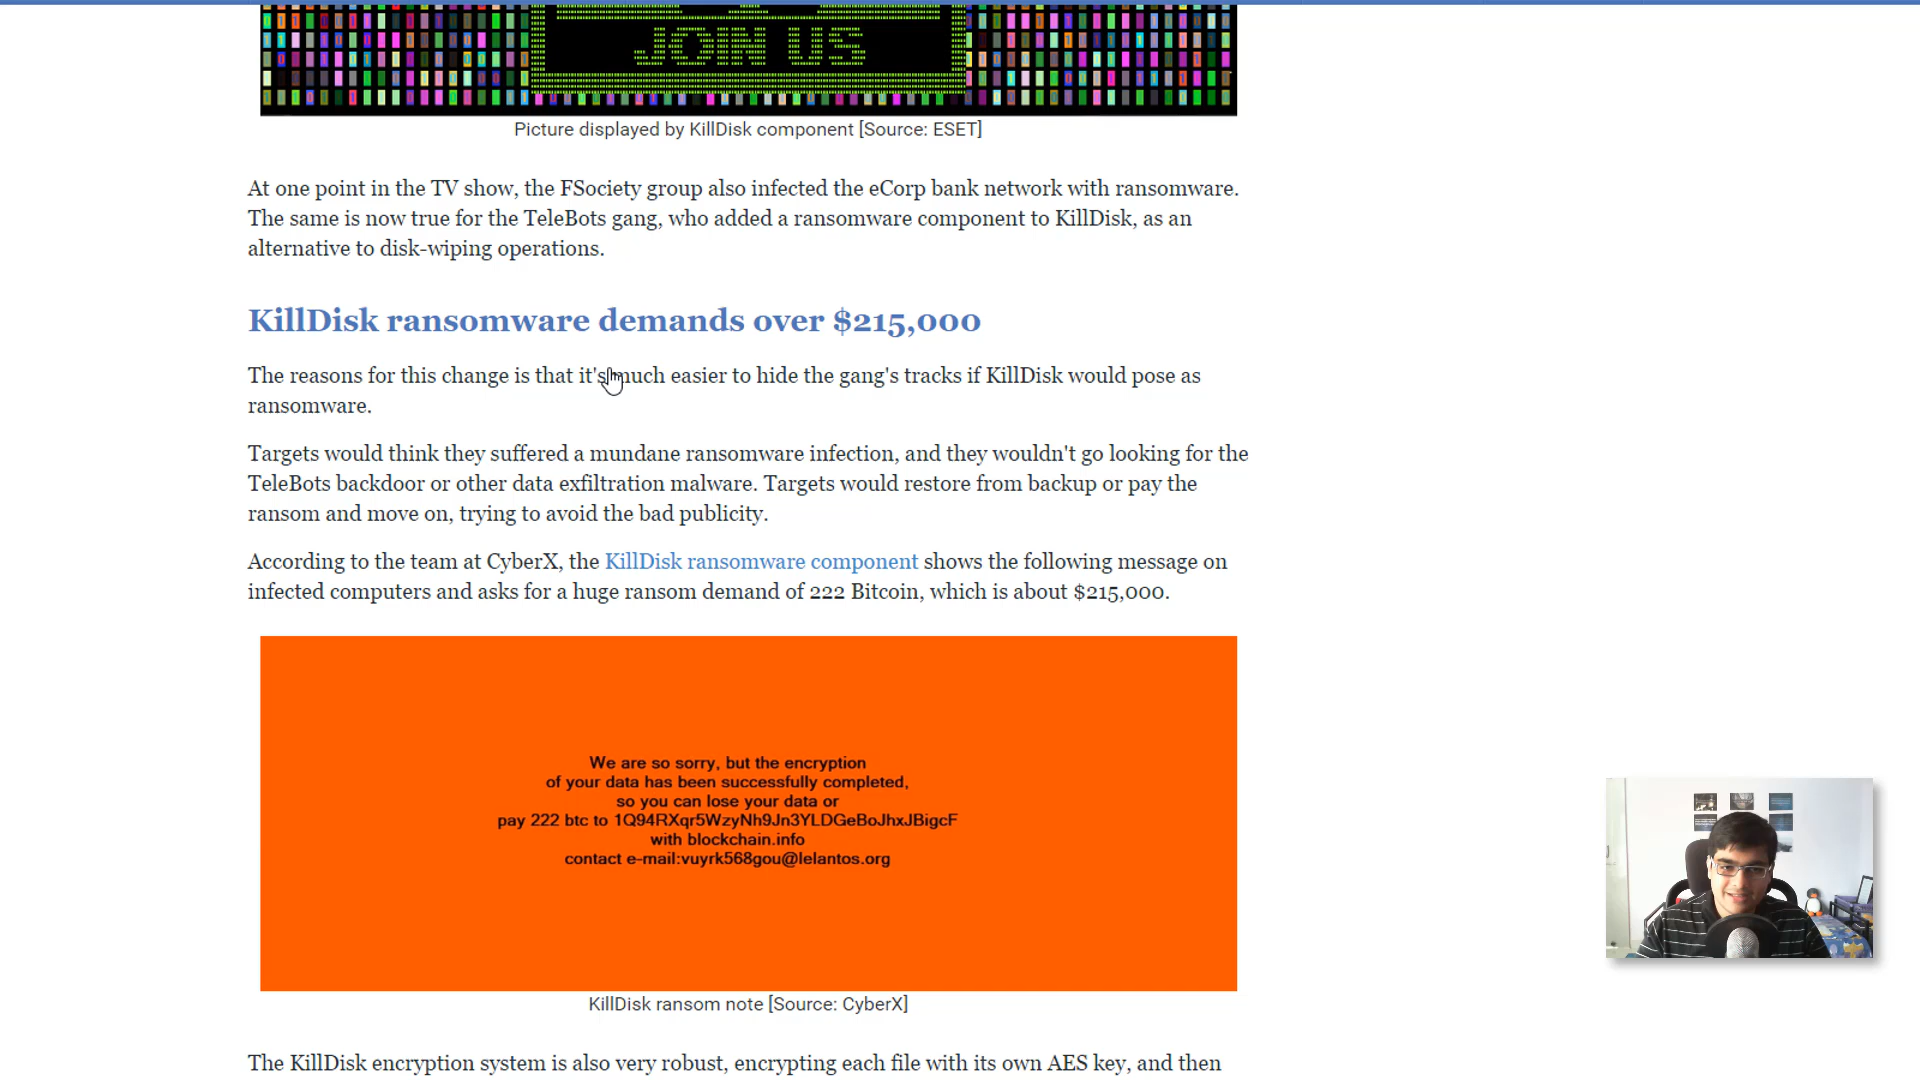 JOIN US
Picture displayed by KillDisk component [Source: ESET]
At one point in the TV show, the FSociety group also infected the eCorp bank network with ransomware.
The same is now true for the TeleBots gang, who added a ransomware component to KillDisk, as an
alternative to disk-wiping operations.
KillDisk ransomware demands over $215,000
The reasons for this change is that it's much easier to hide the gang's tracks if KillDisk would pose as
ransomware.
Targets would think they suffered a mundane ransomware infection, and they wouldn't go looking for the
TeleBots backdoor or other data exfiltration malware. Targets would restore from backup or pay the
ransom and move on, trying to avoid the bad publicity.
According to the team at CyberX, the KillDisk ransomware component shows the following message on
infected computers and asks for a huge ransom demand of 222 Bitcoin, which is about $215,000.
We are so sorry, but the encryption
of your data has been successfully completed,
so you can lose your data or
pay 222 btc to 1Q94RXqr5WzyNh9Jn3YLDGeBoJhxJBigcF
with blockchain.info
contact e-mail:vuyrk568gou@lelantos.org
KillDisk ransom note [Source: CyberX]
The KillDisk encryption system is also very robust, encrypting each file with its own AES key, and then